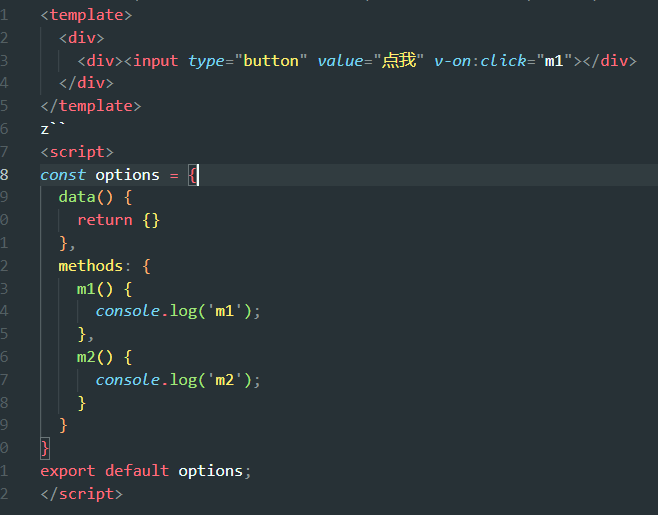 1 <template>
2   <div>
3     <div><input type="button" value="点我" v-on:click="m1"></div>
4   </div>
5 </template>
6 z``
7 <script>
8 const options = {
9   data() {
0     return {}
1   },
2   methods: {
3     m1() {
4       console.log('m1');
5     },
6     m2() {
7       console.log('m2');
8     }
9   }
0 }
1 export default options;
2 </script>